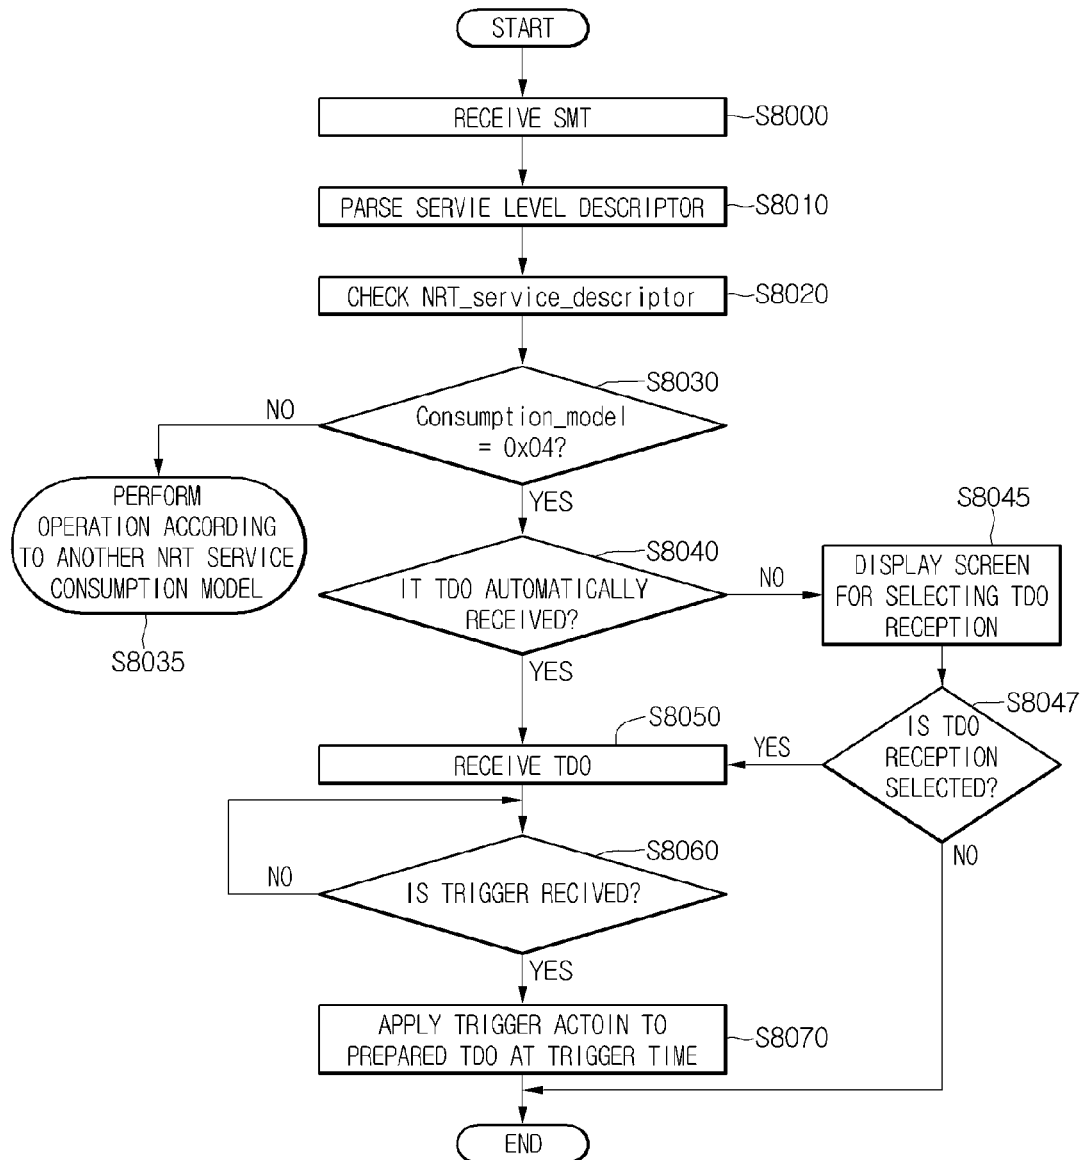 START
RECEIVE SMT
S8000
PARSE SERVIE LEVEL DESCRIPTOR
S8010
CHECK NRT_service_descriptor
S8020
S8030
NO
Consumption_model
= 0x04?
YES
PERFORM
OPERATION ACCORDING
TO ANOTHER NRT SERVICE
CONSUMPTION MODEL
S8035
S8040
IT TDO AUTOMATICALLY
RECEIVED?
NO
YES
S8045
DISPLAY SCREEN
FOR SELECTING TDO
RECEPTION
S8047
IS TDO
RECEPTION
SELECTED?
YES
NO
S8050
RECEIVE TDO
S8060
NO
IS TRIGGER RECIVED?
YES
APPLY TRIGGER ACTOIN TO
PREPARED TDO AT TRIGGER TIME
S8070
END